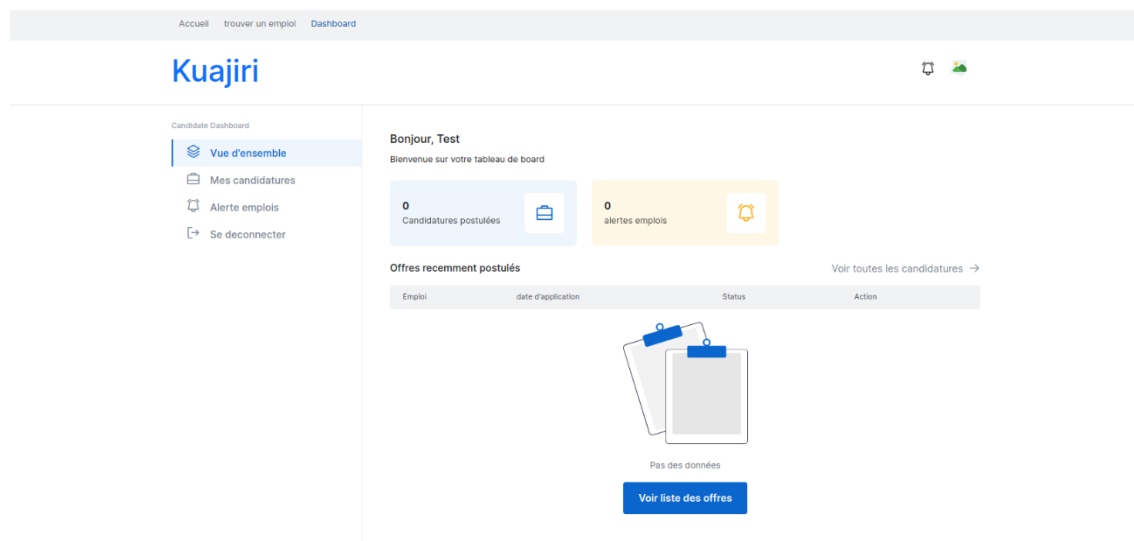 Accueil trouver un emploi Dashboard
Kuajiri
Candidate Dashboard
Vue d'ensemble
Mes candidatures
Alerte emplois
Se deconnecter
Bonjour, Test
Bienvenue sur votre tableau de board
0
Candidatures postulées
0
alertes emplois
Offres recemment postulés Voir toutes les candidatures →
Emploi date d'application Status Action
Pas des données
Voir liste des offres